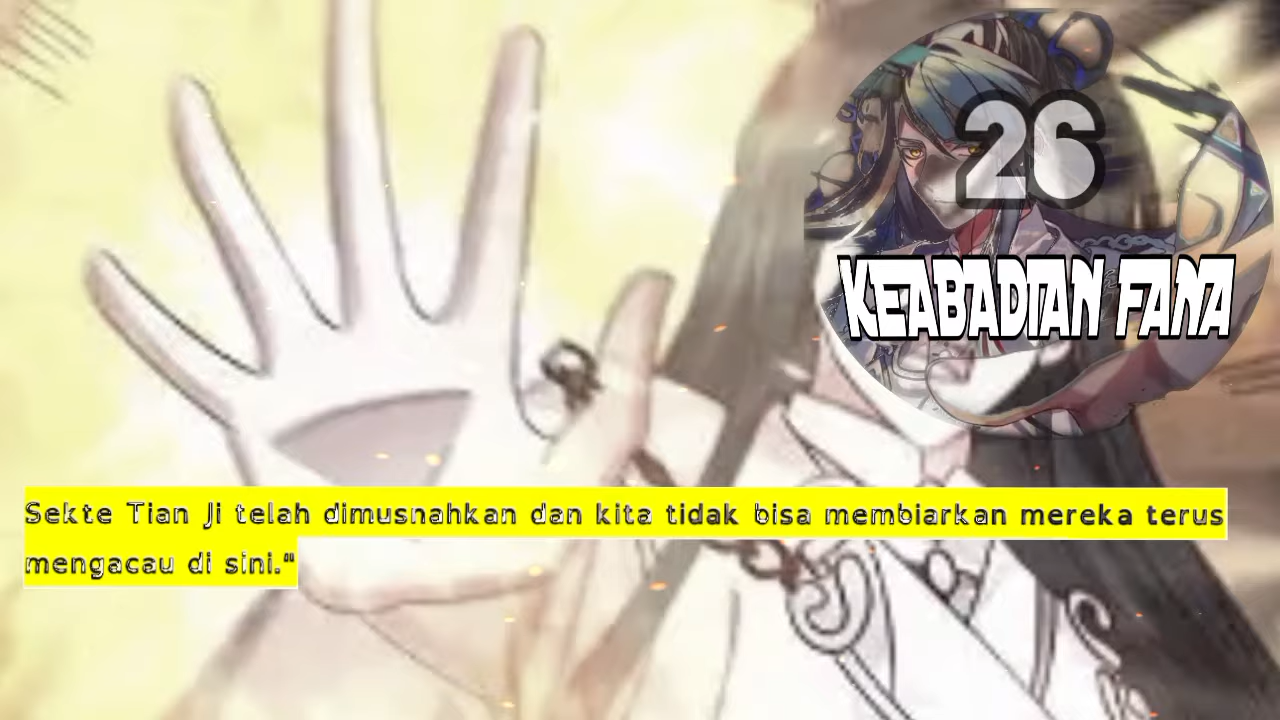 26
KEABADIAN FANA
Sekte Tian Ji telah dimusnahkan dan kita tidak bisa membiarkan mereka terus
mengacau di sini."